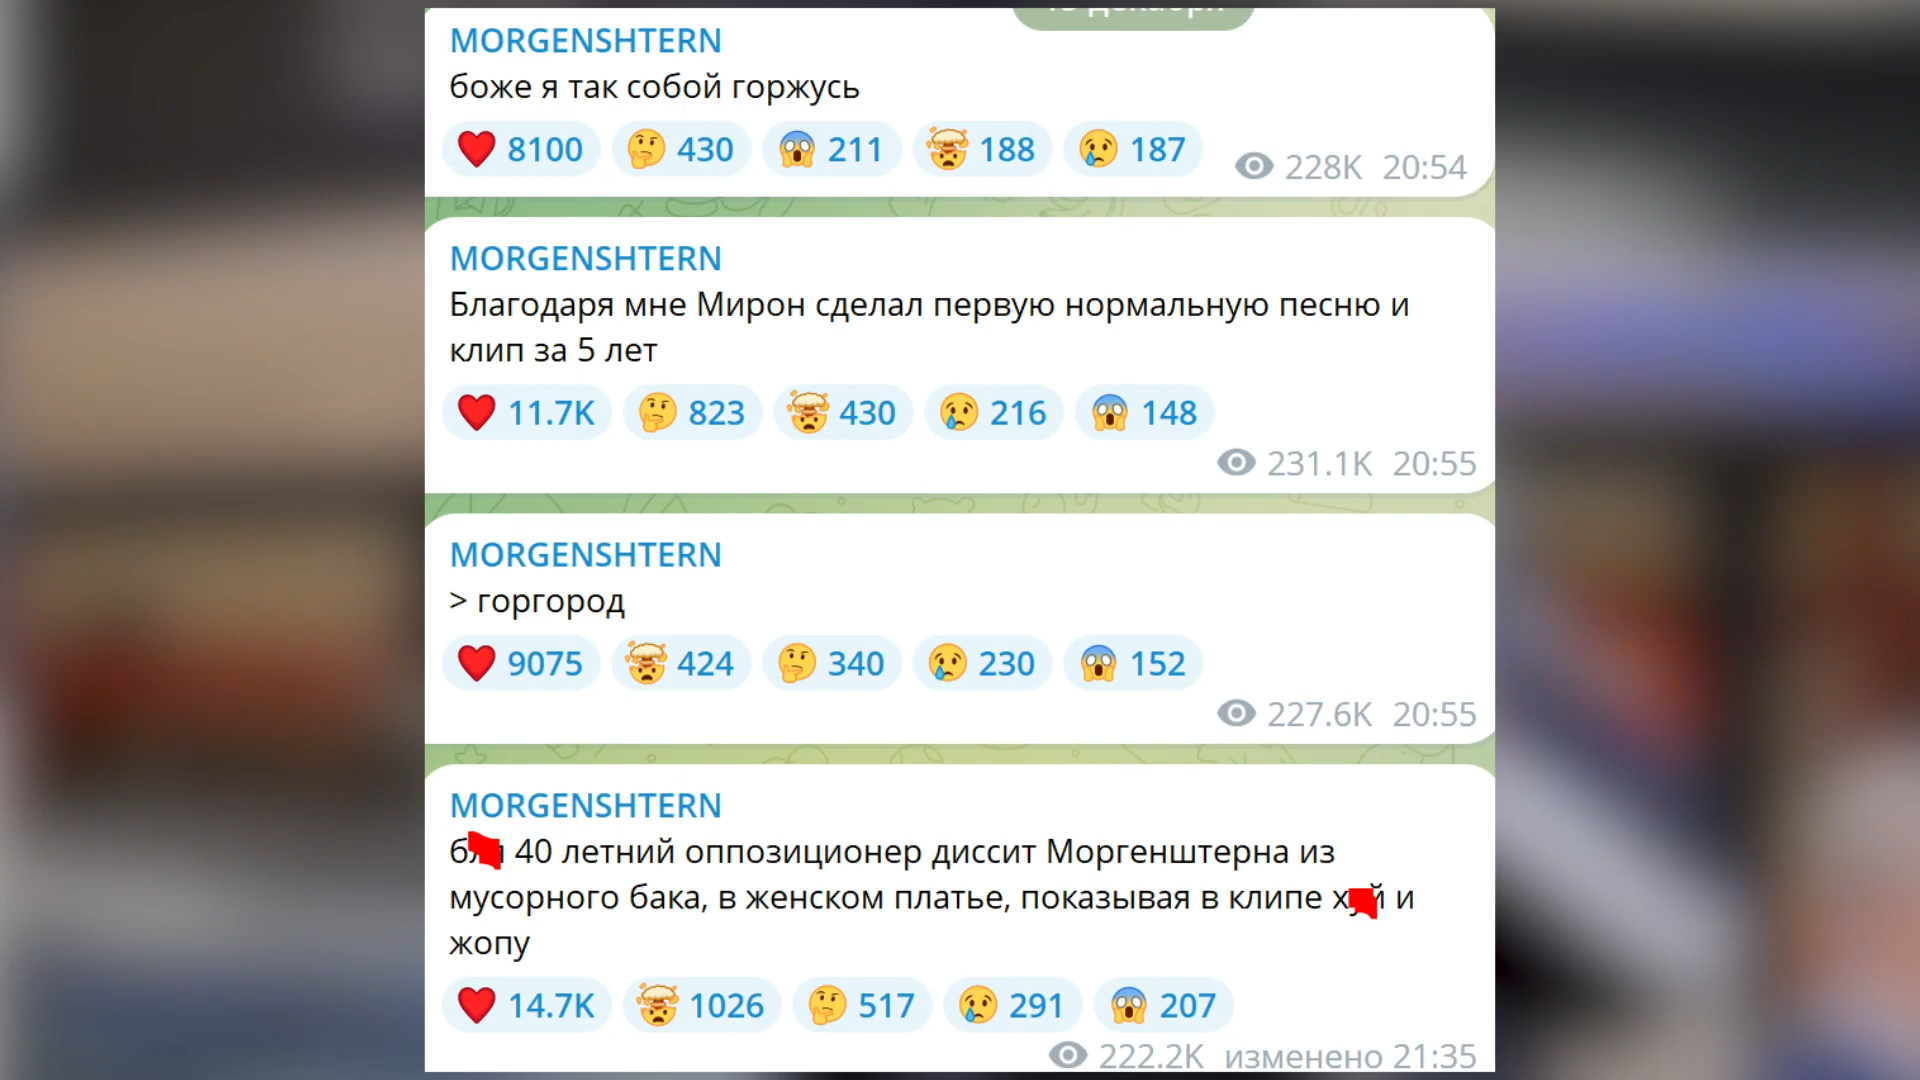 MORGENSHTERN
боже я так собой горжусь
8100 430 211 188 187 228K 20:54
MORGENSHTERN
Благодаря мне Мирон сделал первую нормальную песню и
клип за 5 лет
11.7K 823 430 216 148
231.1K 20:55
MORGENSHTERN
> горгород
9075 424 340 230 152
227.6K 20:55
MORGENSHTERN
40 летний оппозиционер диссит Моргенштерна из
мусорного бака, в женском платье, показывая в клипе и
жопу
14.7K 1026 517 291 207
222.2K изменено 21:35